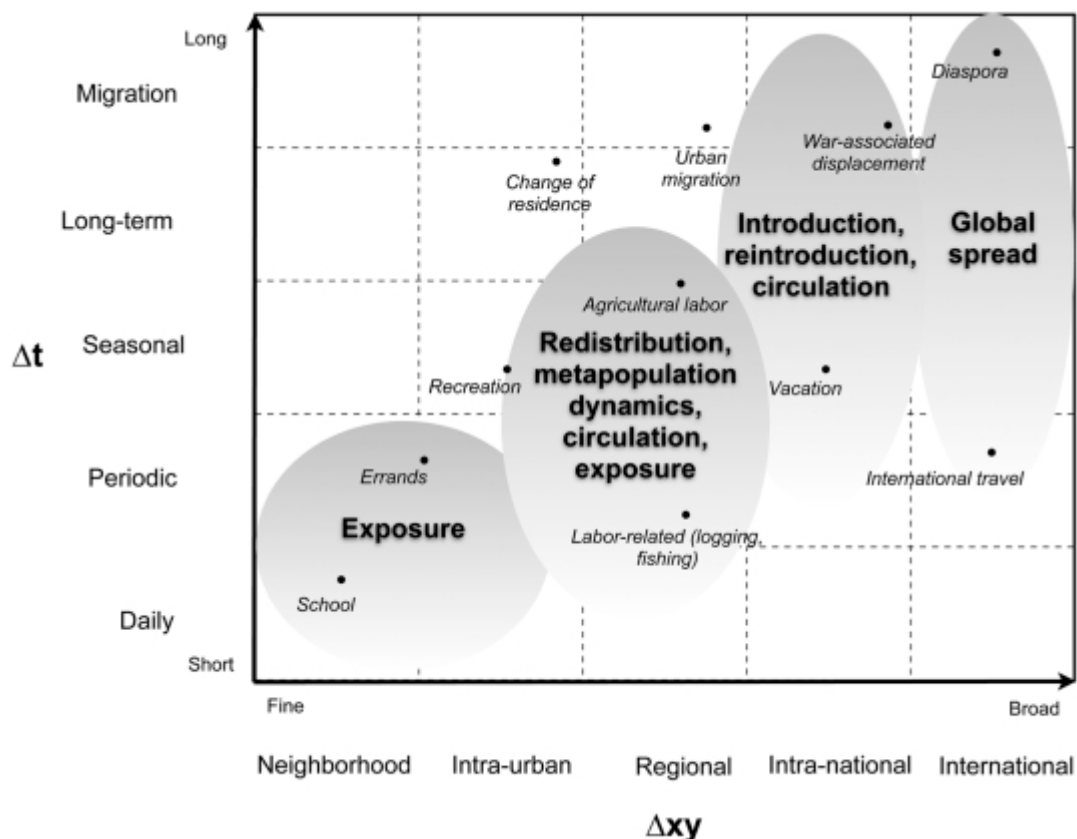 Long
Migration
Diaspora
Urban
migration
War-associated
displacement
Change of
residence
Long-term
Introduction,
reintroduction,
circulation
Global
spread
Agricultural labor
Δt
Seasonal
Redistribution,
metapopulation
dynamics,
circulation,
exposure
Recreation
Vacation
Periodic
Errands
International travel
Exposure
Labor-related (logging,
fishing)
School
Daily
Short
Fine
Broad
Neighborhood
Intra-urban
Regional
Intra-national
International
Δxy